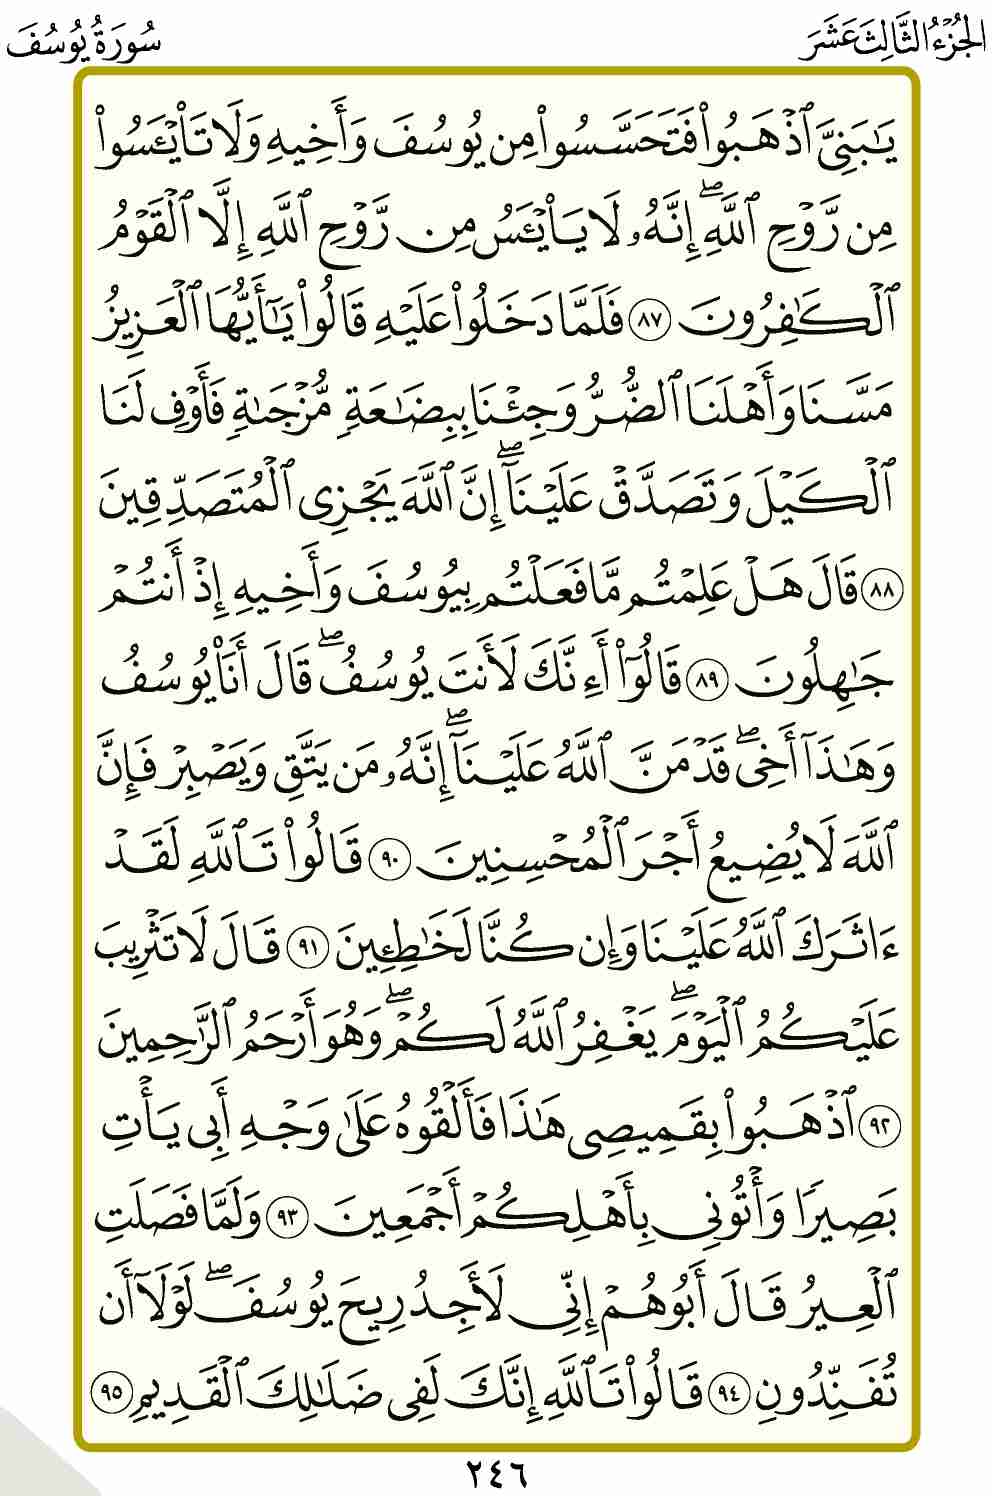 الجُزْءُ الثَّالِثَ عَشَرَ
سُورَةُ يُوسُفَ
يَٰبَنِيَّ ٱذْهَبُوا۟ فَتَحَسَّسُوا۟ مِن يُوسُفَ وَأَخِيهِ وَلَا تَا۟يْـَٔسُوا۟
مِن رَّوْحِ ٱللَّهِ ۖ إِنَّهُۥ لَا يَا۟يْـَٔسُ مِن رَّوْحِ ٱللَّهِ إِلَّا ٱلْقَوْمُ
ٱلْكَٰفِرُونَ ٨٧ فَلَمَّا دَخَلُوا۟ عَلَيْهِ قَالُوا۟ يَٰٓأَيُّهَا ٱلْعَزِيزُ
مَسَّنَا وَأَهْلَنَا ٱلضُّرُّ وَجِئْنَا بِبِضَٰعَةٍ مُّزْجَىٰةٍ فَأَوْفِ لَنَا
ٱلْكَيْلَ وَتَصَدَّقْ عَلَيْنَآ ۖ إِنَّ ٱللَّهَ يَجْزِى ٱلْمُتَصَدِّقِينَ
٨٨ قَالَ هَلْ عَلِمْتُم مَّا فَعَلْتُم بِيُوسُفَ وَأَخِيهِ إِذْ أَنتُمْ
جَٰهِلُونَ ٨٩ قَالُوٓا۟ أَءِنَّكَ لَأَنتَ يُوسُفُ ۖ قَالَ أَنَا۠ يُوسُفُ
وَهَٰذَآ أَخِى ۖ قَدْ مَنَّ ٱللَّهُ عَلَيْنَآ ۖ إِنَّهُۥ مَن يَتَّقِ وَيَصْبِرْ فَإِنَّ
ٱللَّهَ لَا يُضِيعُ أَجْرَ ٱلْمُحْسِنِينَ ٩٠ قَالُوا۟ تَٱللَّهِ لَقَدْ
ءَاثَرَكَ ٱللَّهُ عَلَيْنَا وَإِن كُنَّا لَخَٰطِـِٔينَ ٩١ قَالَ لَا تَثْرِيبَ
عَلَيْكُمُ ٱلْيَوْمَ ۖ يَغْفِرُ ٱللَّهُ لَكُمْ ۖ وَهُوَ أَرْحَمُ ٱلرَّٰحِمِينَ
٩٢ ٱذْهَبُوا۟ بِقَمِيصِى هَٰذَا فَأَلْقُوهُ عَلَىٰ وَجْهِ أَبِى يَأْتِ
بَصِيرًا وَأْتُونِى بِأَهْلِكُمْ أَجْمَعِينَ ٩٣ وَلَمَّا فَصَلَتِ
ٱلْعِيرُ قَالَ أَبُوهُمْ إِنِّى لَأَجِدُ رِيحَ يُوسُفَ ۖ لَوْلَآ أَن
تُفَنِّدُونِ ٩٤ قَالُوا۟ تَٱللَّهِ إِنَّكَ لَفِى ضَلَٰلِكَ ٱلْقَدِيمِ ٩٥
٢٤٦